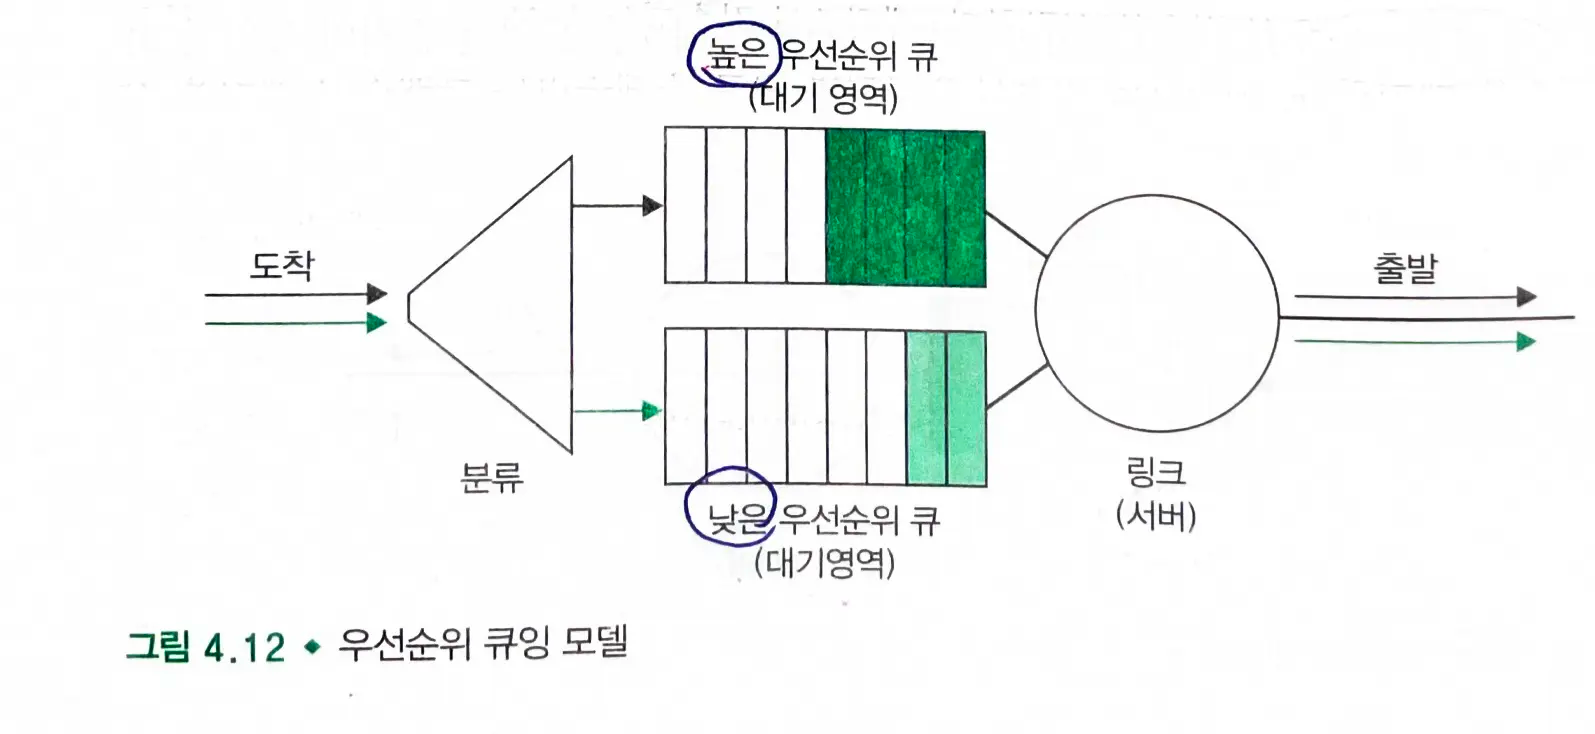 높은 우선순위 큐
(대기 영역)
도착
출발
분류
링크
(서버)
낮은 우선순위 큐
(대기영역)
그림 4.12 ◆ 우선순위 큐잉 모델